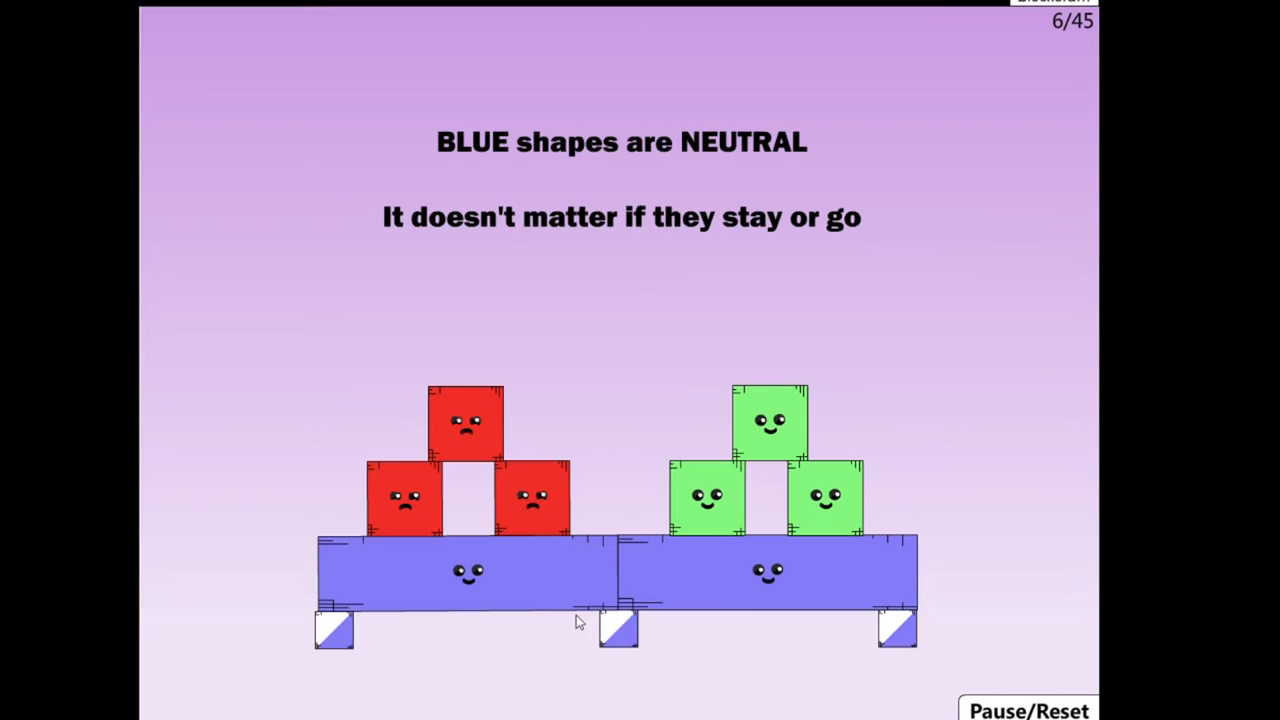 6/45
BLUE shapes are NEUTRAL
It doesn't matter if they stay or go
Pause/Reset